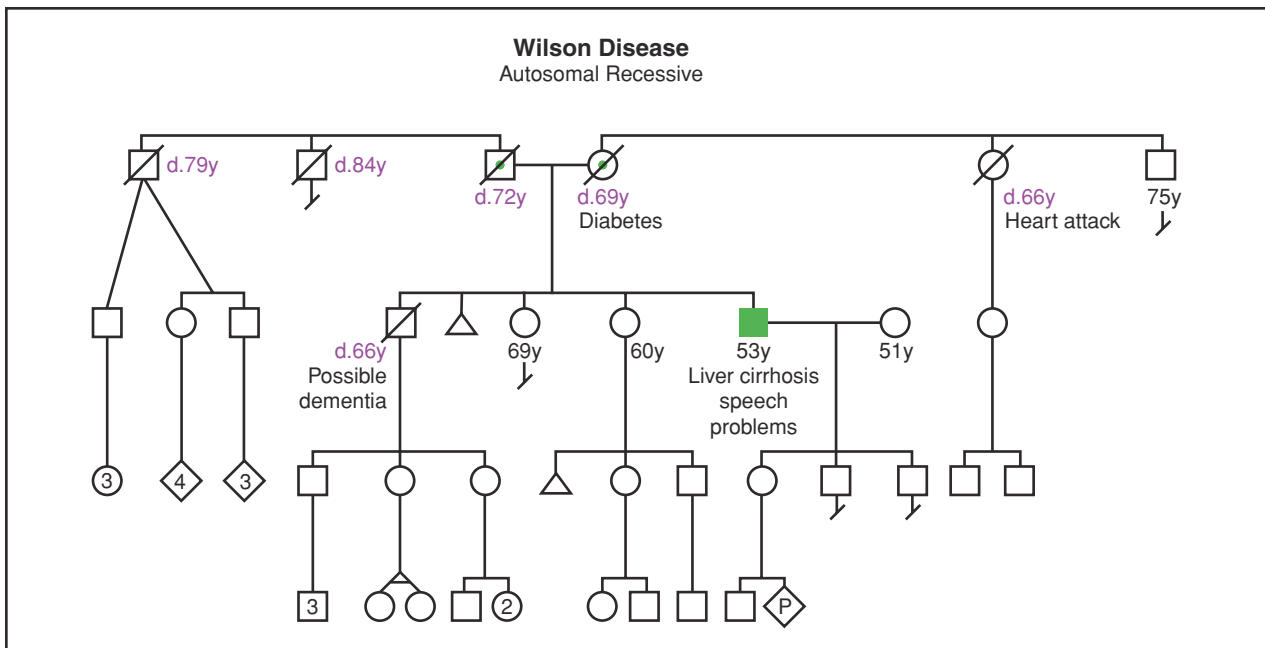 Wilson Disease
Autosomal Recessive
d.79y
d.84y
d.72y
d.69y
Diabetes
d.66y
Heart attack
75y
d.66y
Possible
dementia
69y
60y
53y
Liver cirrhosis
speech
problems
51y
3
4
3
3
2
P